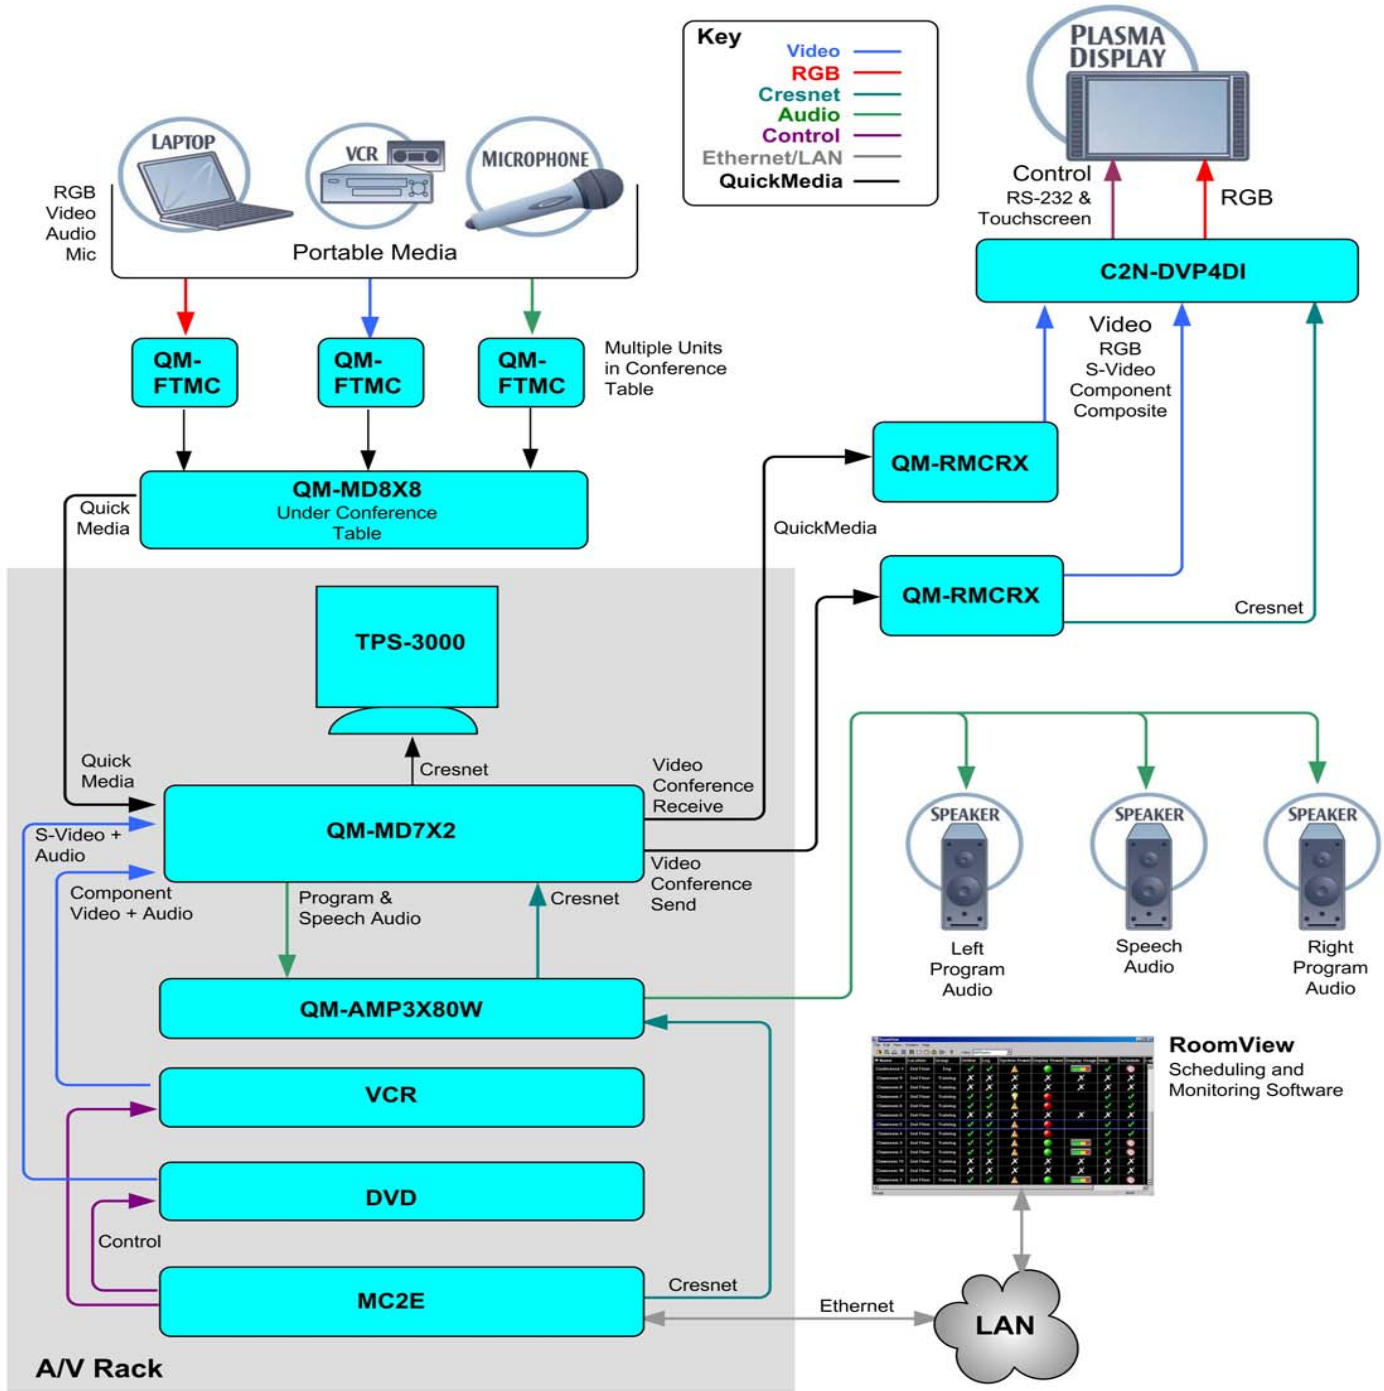 Key
Video
RGB
Cresnet
Audio
Control
Ethernet/LAN
QuickMedia
PLASMA
DISPLAY
LAPTOP
VCR
MICROPHONE
RGB
Video
Audio
Mic
Portable Media
Control
RS-232 &
Touchscreen
RGB
C2N-DVP4DI
QM-
FTMC
QM-
FTMC
QM-
FTMC
Multiple Units
in Conference
Table
Video
RGB
S-Video
Component
Composite
QM-RMCRX
QM-MD8X8
Under Conference
Table
Quick
Media
QuickMedia
QM-RMCRX
Cresnet
TPS-3000
Quick
Media
Cresnet
Video
Conference
Receive
QM-MD7X2
S-Video +
Audio
Component
Video + Audio
Program &
Speech Audio
Cresnet
Video
Conference
Send
SPEAKER
SPEAKER
SPEAKER
Left
Program
Audio
Speech
Audio
Right
Program
Audio
QM-AMP3X80W
RoomView
Scheduling and
Monitoring Software
VCR
DVD
Control
MC2E
Cresnet
Ethernet
LAN
A/V Rack